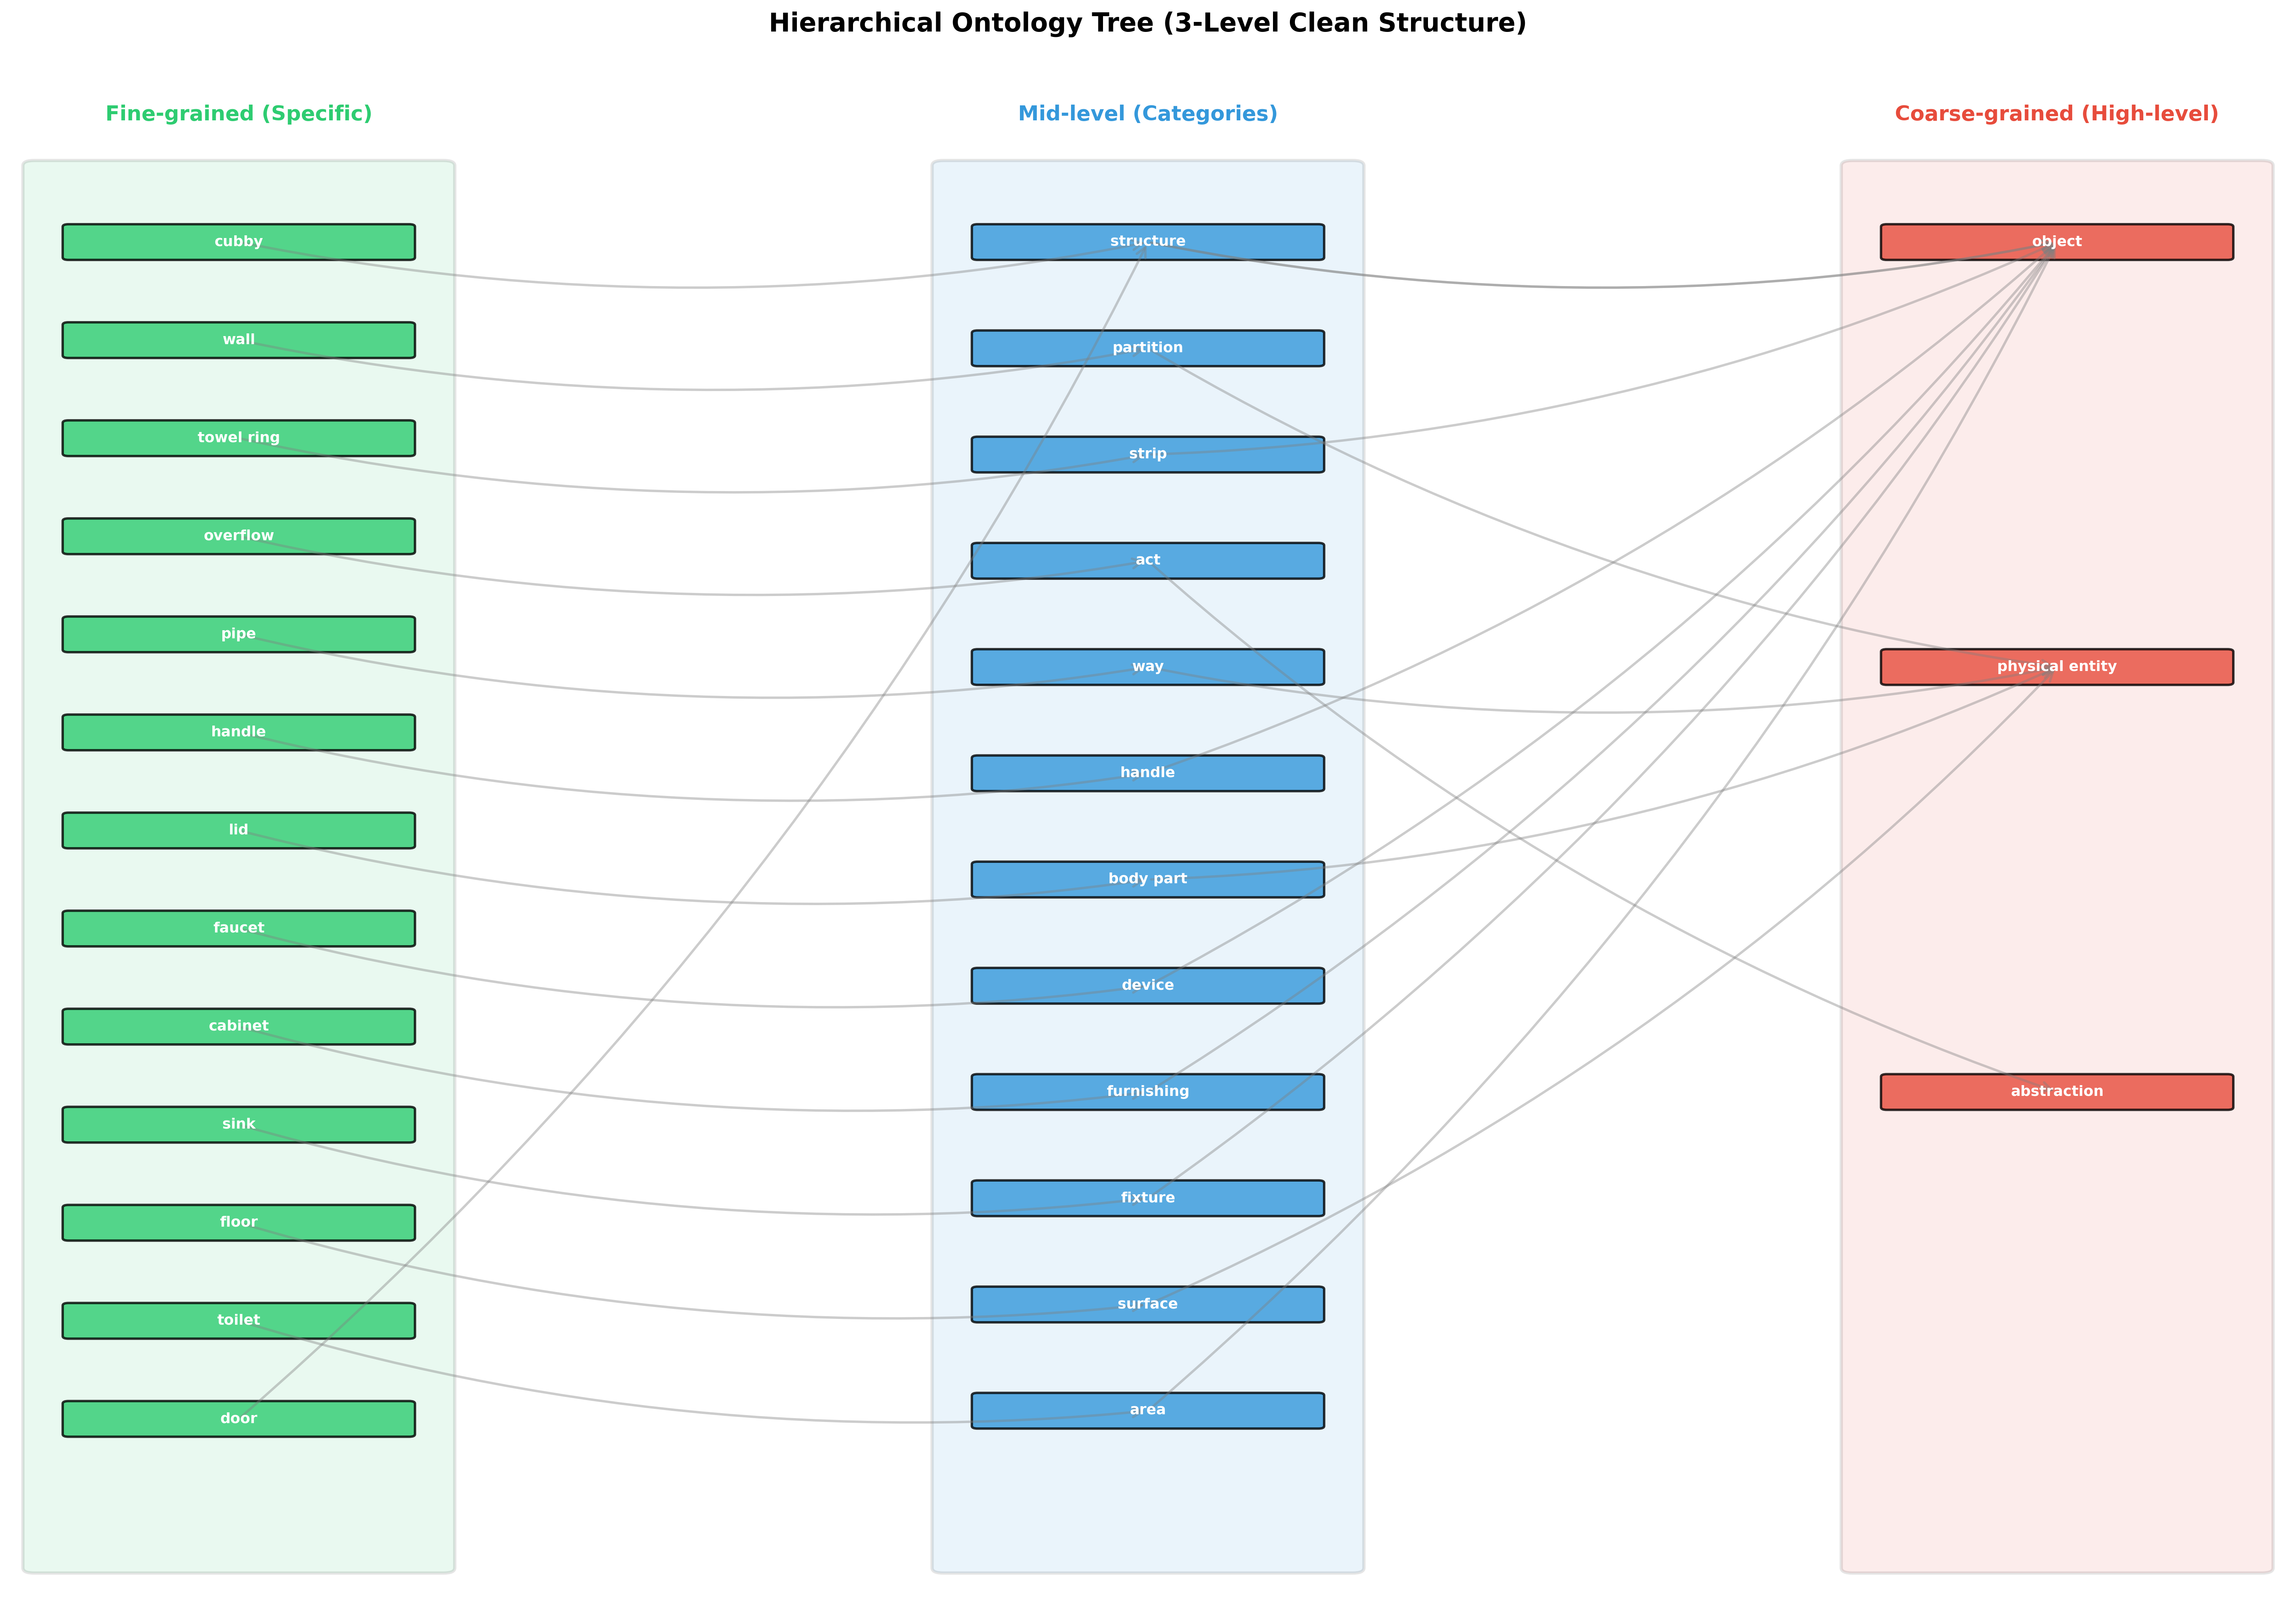 Hierarchical Ontology Tree (3-Level Clean Structure)
Fine-grained (Specific)
cubby
wall
towel ring
overflow
pipe
handle
lid
faucet
cabinet
sink
floor
toilet
door
Mid-level (Categories)
structure
partition
strip
act
way
handle
body part
device
furnishing
fixture
surface
area
Coarse-grained (High-level)
object
physical entity
abstraction